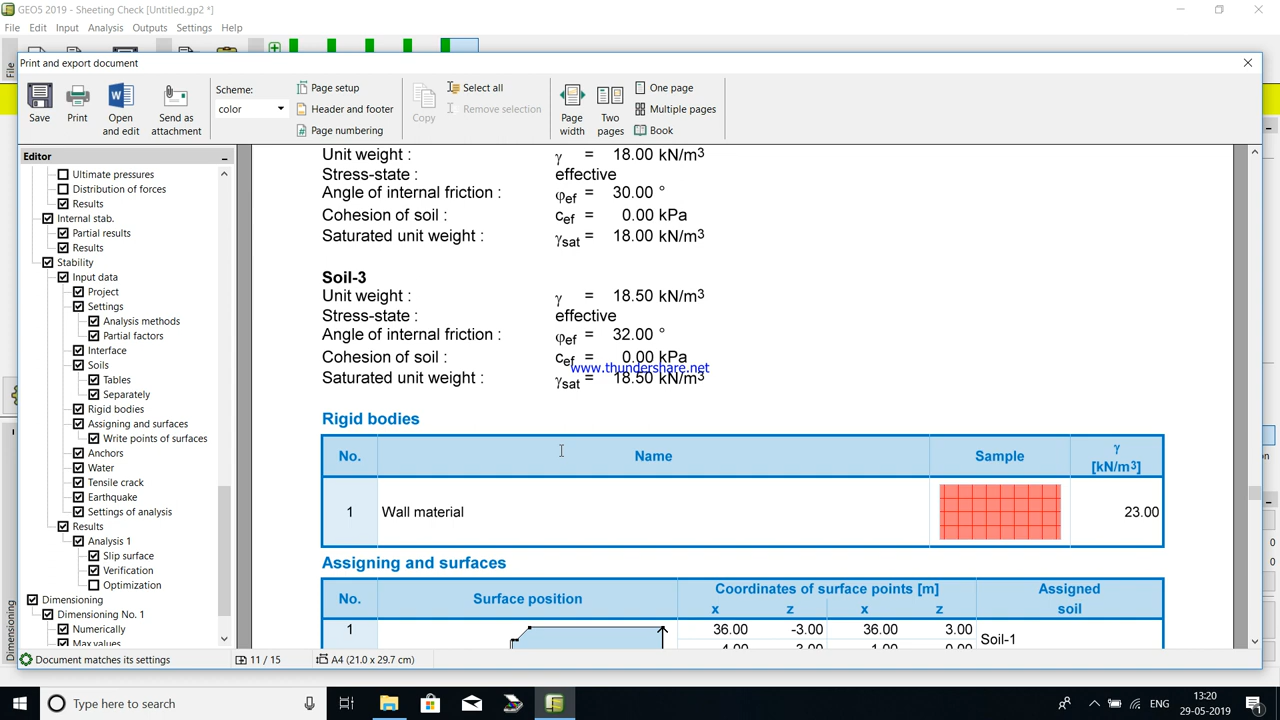 GEO5 2019 - Sheeting Check [Untitled.gp2 *]
File Edit Input Analysis Outputs Settings Help
File
Print and export document
Save
Print
Open and edit
Send as attachment
Scheme:
color
Page setup
Header and footer
Page numbering
Copy
Select all
Remove selection
Page width
Two pages
One page
Multiple pages
Book
Editor
Ultimate pressures
Distribution of forces
Results
Internal stab.
Partial results
Results
Stability
Input data
Project
Settings
Analysis methods
Partial factors
Interface
Soils
Tables
Separately
Rigid bodies
Assigning and surfaces
Write points of surfaces
Anchors
Water
Tensile crack
Earthquake
Settings of analysis
Results
Analysis 1
Slip surface
Verification
Optimization
Dimensioning
Dimensioning No. 1
Numerically
Max values
Unit weight : γ = 18.00 kN/m3
Stress-state : effective
Angle of internal friction : φef = 30.00 °
Cohesion of soil : cef = 0.00 kPa
Saturated unit weight : γsat = 18.00 kN/m3
Soil-3
Unit weight : γ = 18.50 kN/m3
Stress-state : effective
Angle of internal friction : φef = 32.00 °
Cohesion of soil : cef = 0.00 kPa
www.thundershare.net
Saturated unit weight : γsat = 18.50 kN/m3
Rigid bodies
No. Name Sample γ [kN/m3]
1 Wall material 23.00
Assigning and surfaces
No. Surface position Coordinates of surface points [m] Assigned soil
x z x z
1 36.00 -3.00 36.00 3.00 Soil-1
Dimensioning
Document matches its settings 11 / 15 A4 (21.0 x 29.7 cm)
Type here to search
ENG
13:20
29-05-2019